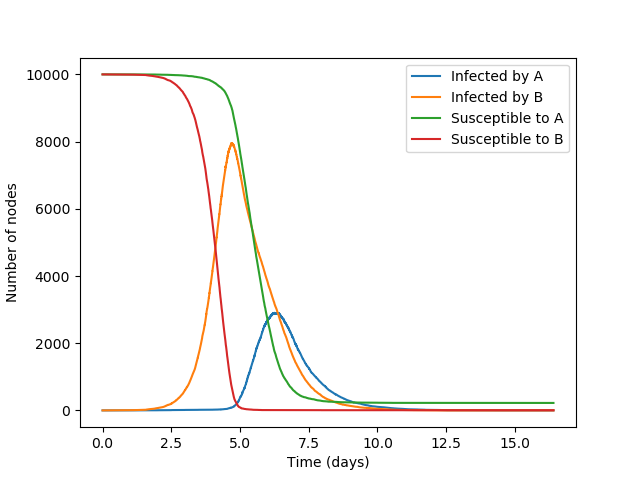 Infected by A
Infected by B
Susceptible to A
Susceptible to B
Number of nodes
10000
8000
6000
4000
2000
0
0.0 2.5 5.0 7.5 10.0 12.5 15.0
Time (days)